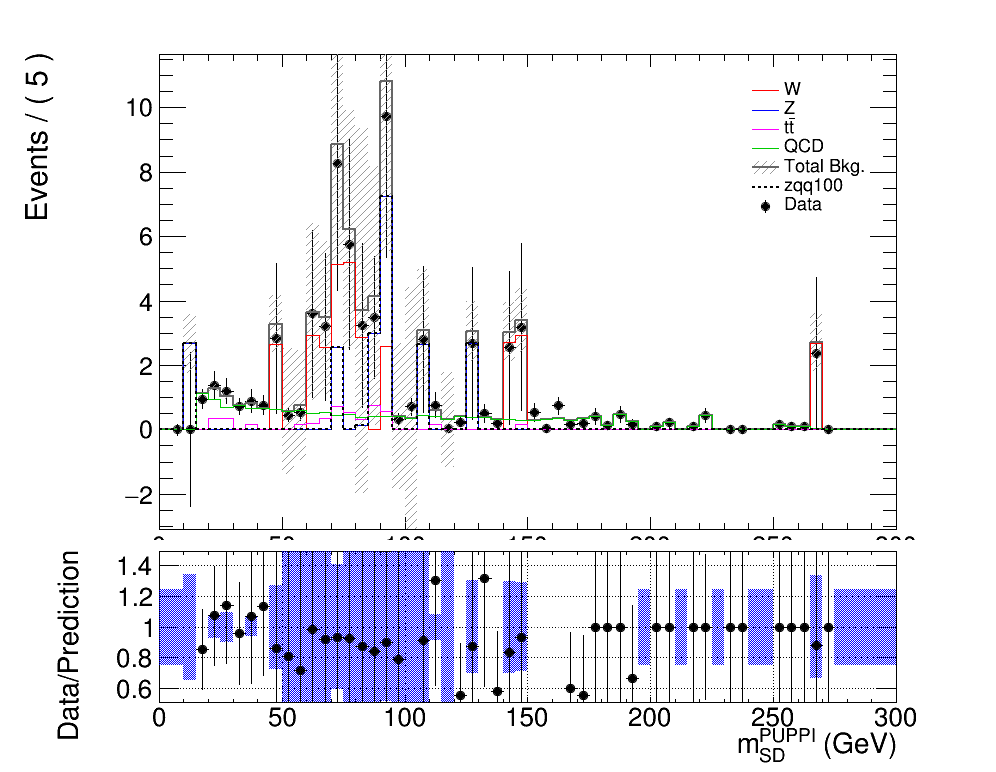 Events / ( 5 )
10
8
6
4
2
0
−2
W
Z
tt̄
QCD
Total Bkg.
zqq100
Data
Data/Prediction
1.4
1.2
1
0.8
0.6
0 50 100 150 200 250 300
m_SD^PUPPI (GeV)